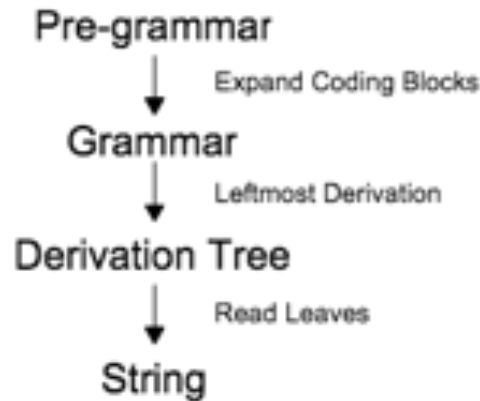 Pre-grammar
Expand Coding Blocks
Grammar
Leftmost Derivation
Derivation Tree
Read Leaves
String